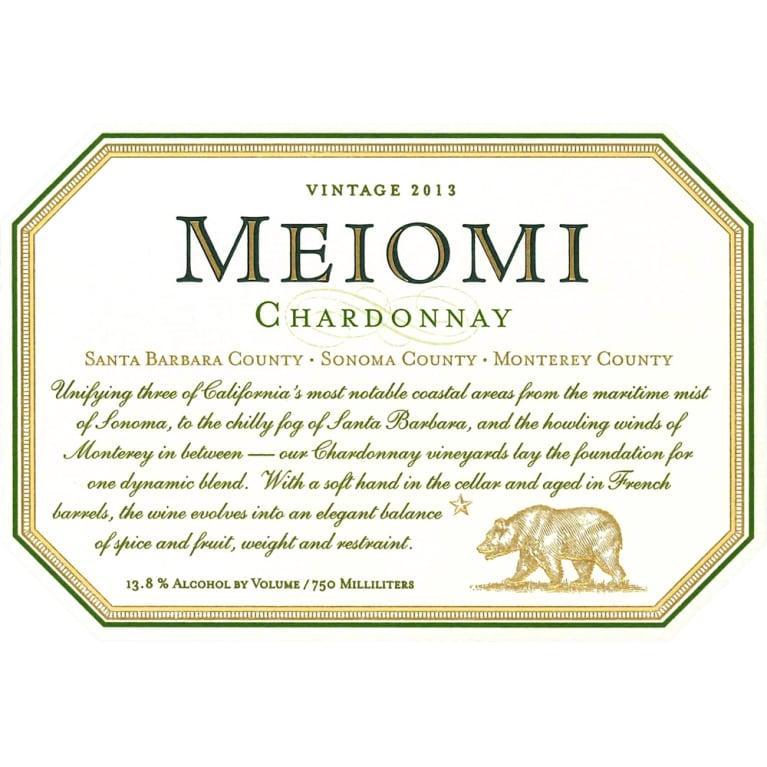 VINTAGE 2013
MEIOMI
CHARDONNAY
SANTA BARBARA COUNTY · SONOMA COUNTY · MONTEREY COUNTY
Unifying three of California's most notable coastal areas from the maritime mist
of Sonoma, to the chilly fog of Santa Barbara, and the howling winds of
Monterey in between — our Chardonnay vineyards lay the foundation for
one dynamic blend. With a soft hand in the cellar and aged in French
barrels, the wine evolves into an elegant balance
of spice and fruit, weight and restraint.
13.8 % ALCOHOL BY VOLUME / 750 MILLILITERS